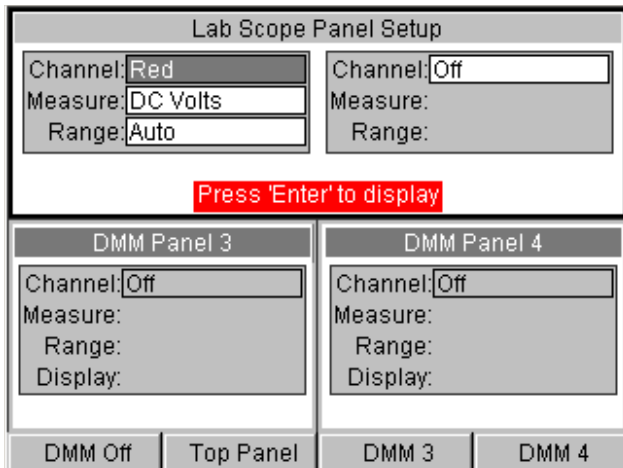 Lab Scope Panel Setup
Channel: Red
Measure: DC Volts
Range: Auto
Channel: Off
Measure:
Range:
Press 'Enter' to display
DMM Panel 3
Channel: Off
Measure:
Range:
Display:
DMM Panel 4
Channel: Off
Measure:
Range:
Display:
DMM Off
Top Panel
DMM 3
DMM 4